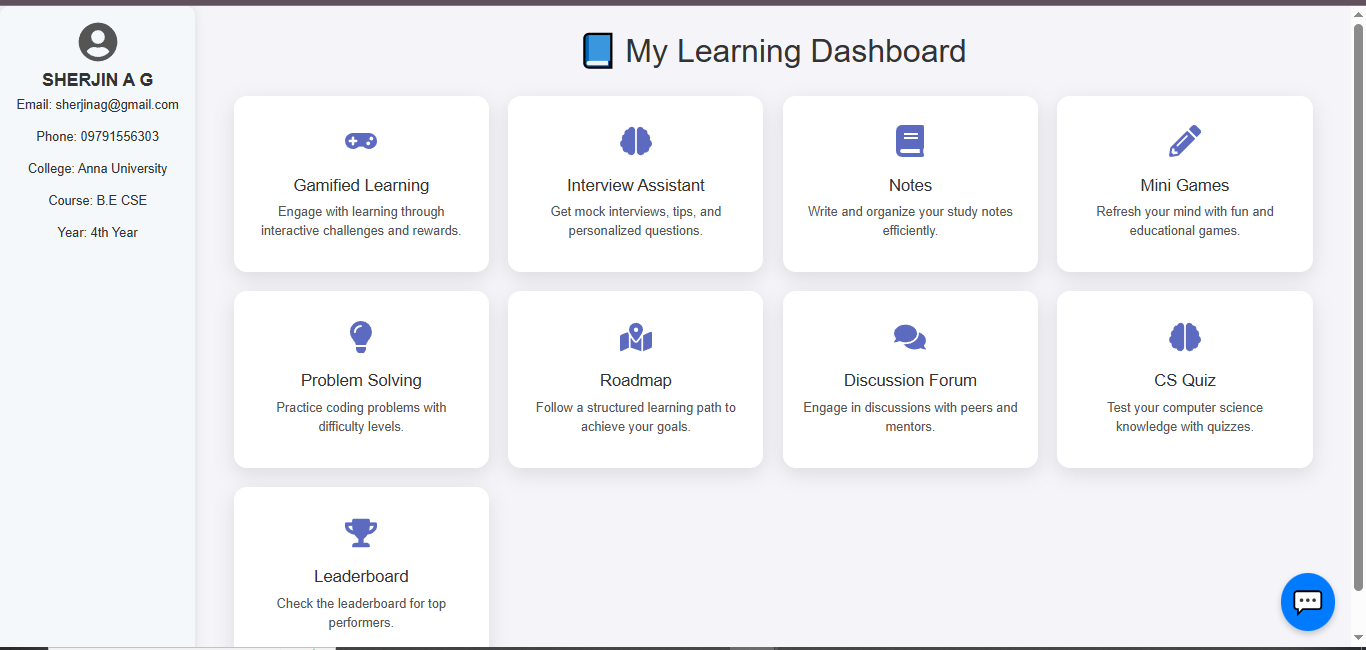 SHERJIN A G
Email: sherjinag@gmail.com
Phone: 09791556303
College: Anna University
Course: B.E CSE
Year: 4th Year
My Learning Dashboard
Gamified Learning
Engage with learning through
interactive challenges and rewards.
Interview Assistant
Get mock interviews, tips, and
personalized questions.
Notes
Write and organize your study notes
efficiently.
Mini Games
Refresh your mind with fun and
educational games.
Problem Solving
Practice coding problems with
difficulty levels.
Roadmap
Follow a structured learning path to
achieve your goals.
Discussion Forum
Engage in discussions with peers and
mentors.
CS Quiz
Test your computer science
knowledge with quizzes.
Leaderboard
Check the leaderboard for top
performers.